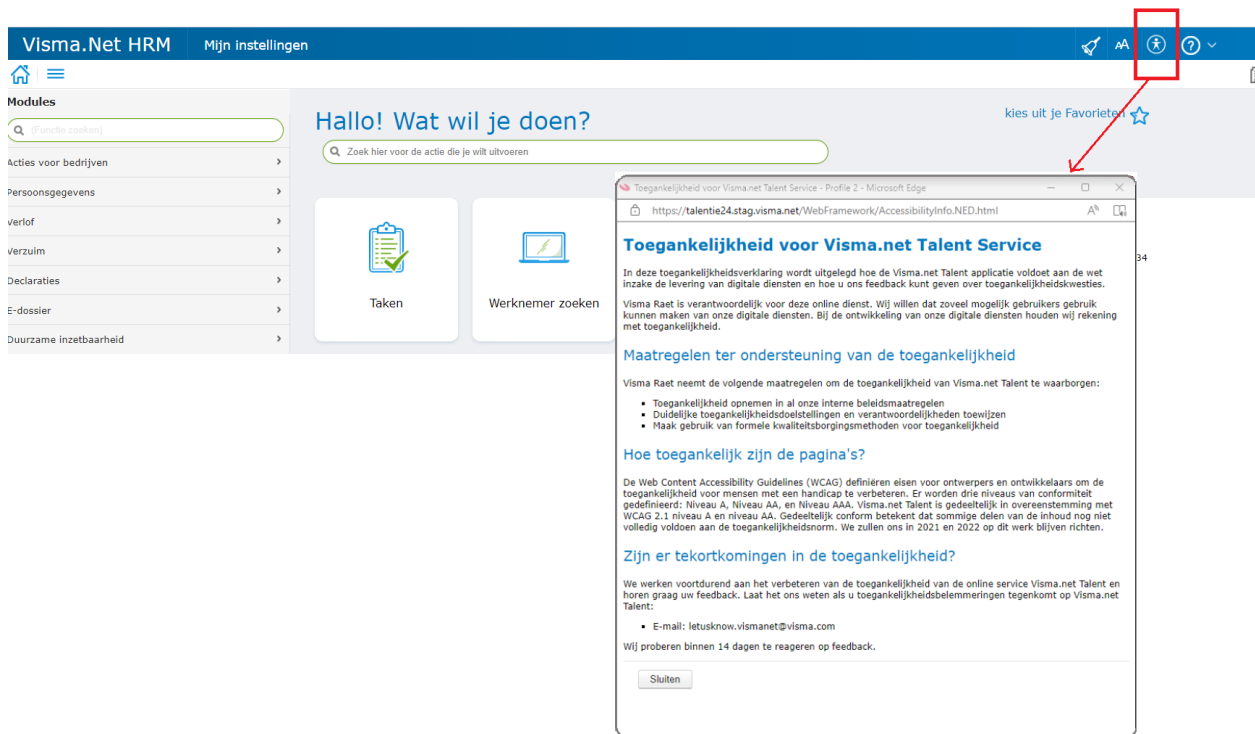 Visma.Net HRM
Mijn instellingen
AA
?
Modules
(Functie zoeken)
Acties voor bedrijven
Persoonsgegevens
Verlof
Verzuim
Declaraties
E-dossier
Duurzame inzetbaarheid
Hallo! Wat wil je doen?
Zoek hier voor de actie die je wilt uitvoeren
kies uit je Favorieten
Taken
Werknemer zoeken
34
Toegankelijkheid voor Visma.net Talent Service - Profile 2 - Microsoft Edge
https://talentie24.stag.visma.net/WebFramework/AccessibilityInfo.NED.html
Toegankelijkheid voor Visma.net Talent Service
In deze toegankelijkheidsverklaring wordt uitgelegd hoe de Visma.net Talent applicatie voldoet aan de wet
inzake de levering van digitale diensten en hoe u ons feedback kunt geven over toegankelijkheidskwesties.
Visma Raet is verantwoordelijk voor deze online dienst. Wij willen dat zoveel mogelijk gebruikers gebruik
kunnen maken van onze digitale diensten. Bij de ontwikkeling van onze digitale diensten houden wij rekening
met toegankelijkheid.
Maatregelen ter ondersteuning van de toegankelijkheid
Visma Raet neemt de volgende maatregelen om de toegankelijkheid van Visma.net Talent te waarborgen:
Toegankelijkheid opnemen in al onze interne beleidsmaatregelen
Duidelijke toegankelijkheidsdoelstellingen en verantwoordelijkheden toewijzen
Maak gebruik van formele kwaliteitsborgingsmethoden voor toegankelijkheid
Hoe toegankelijk zijn de pagina's?
De Web Content Accessibility Guidelines (WCAG) definiëren eisen voor ontwerpers en ontwikkelaars om de
toegankelijkheid voor mensen met een handicap te verbeteren. Er worden drie niveaus van conformiteit
gedefinieerd: Niveau A, Niveau AA, en Niveau AAA. Visma.net Talent is gedeeltelijk in overeenstemming met
WCAG 2.1 niveau A en niveau AA. Gedeeltelijk conform betekent dat sommige delen van de inhoud nog niet
volledig voldoen aan de toegankelijkheidsnorm. We zullen ons in 2021 en 2022 op dit werk blijven richten.
Zijn er tekortkomingen in de toegankelijkheid?
We werken voortdurend aan het verbeteren van de toegankelijkheid van de online service Visma.net Talent en
horen graag uw feedback. Laat het ons weten als u toegankelijkheidsbelemmeringen tegenkomt op Visma.net
Talent:
E-mail: letusknow.vismanet@visma.com
Wij proberen binnen 14 dagen te reageren op feedback.
Sluiten